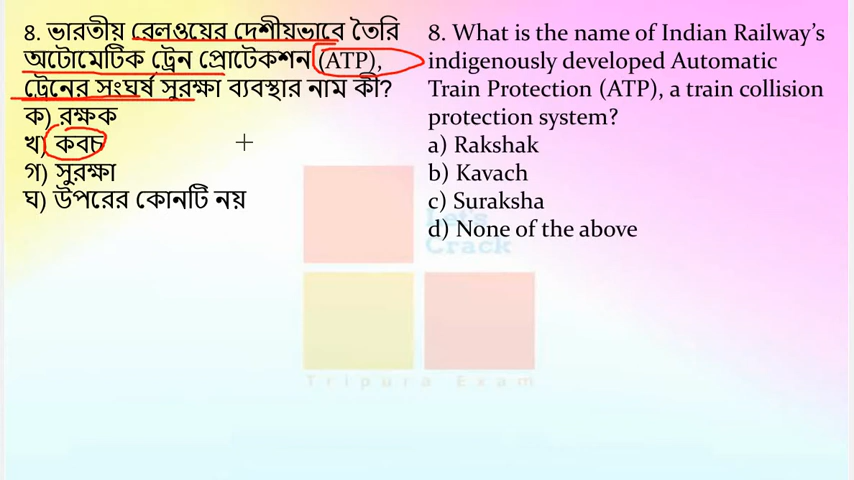 8. ভারতীয় রেলওয়ের দেশীয়ভাবে তৈরি
অটোমেটিক ট্রেন প্রোটেকশন (ATP),
ট্রেনের সংঘর্ষ সুরক্ষা ব্যবস্থার নাম কী?
ক) রক্ষক
খ) কবচ
গ) সুরক্ষা
ঘ) উপরের কোনটি নয়
8. What is the name of Indian Railway's
indigenously developed Automatic
Train Protection (ATP), a train collision
protection system?
a) Rakshak
b) Kavach
c) Suraksha
d) None of the above
Let's
Crack
Tripura Exam